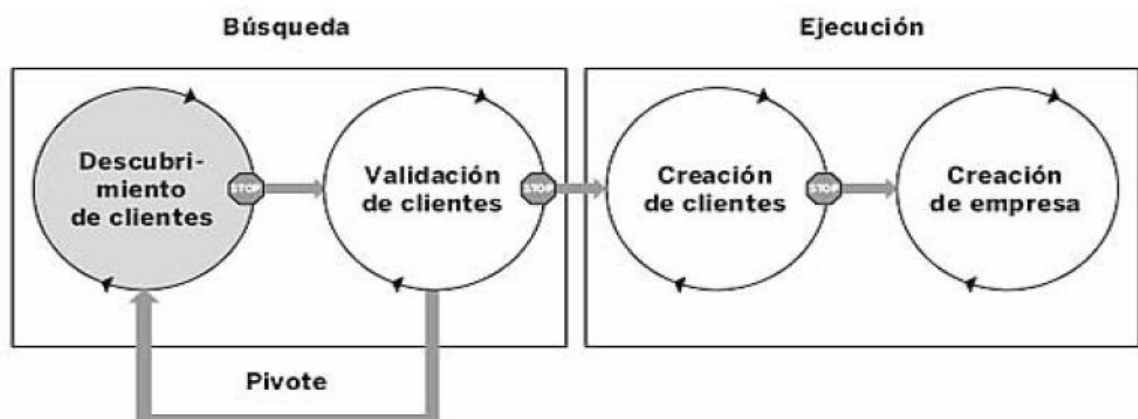 Búsqueda
Ejecución
Descubri-
miento
de clientes
STOP
Validación
de clientes
STOP
Creación
de clientes
STOP
Creación
de empresa
Pivote